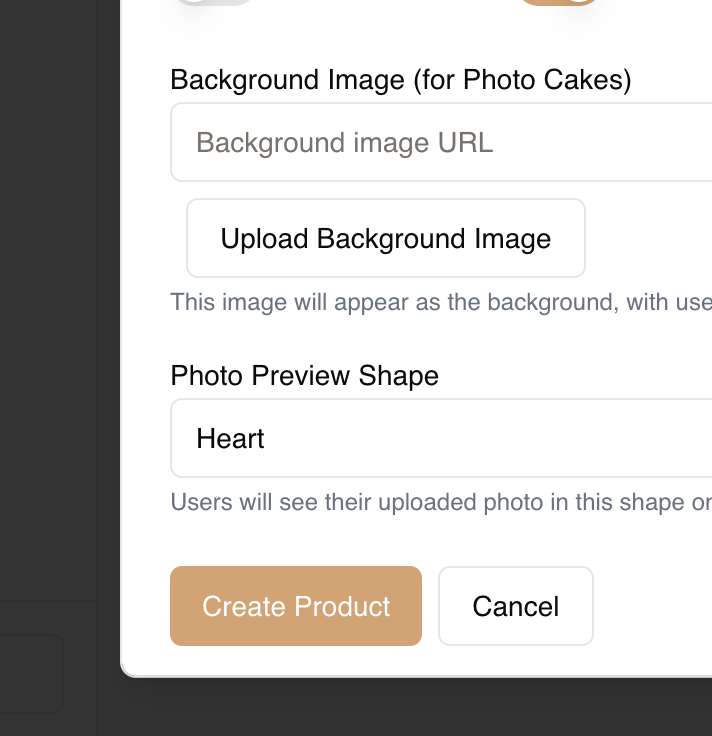 Background Image (for Photo Cakes)
Background image URL
Upload Background Image
This image will appear as the background, with use
Photo Preview Shape
Heart
Users will see their uploaded photo in this shape or
Create Product
Cancel